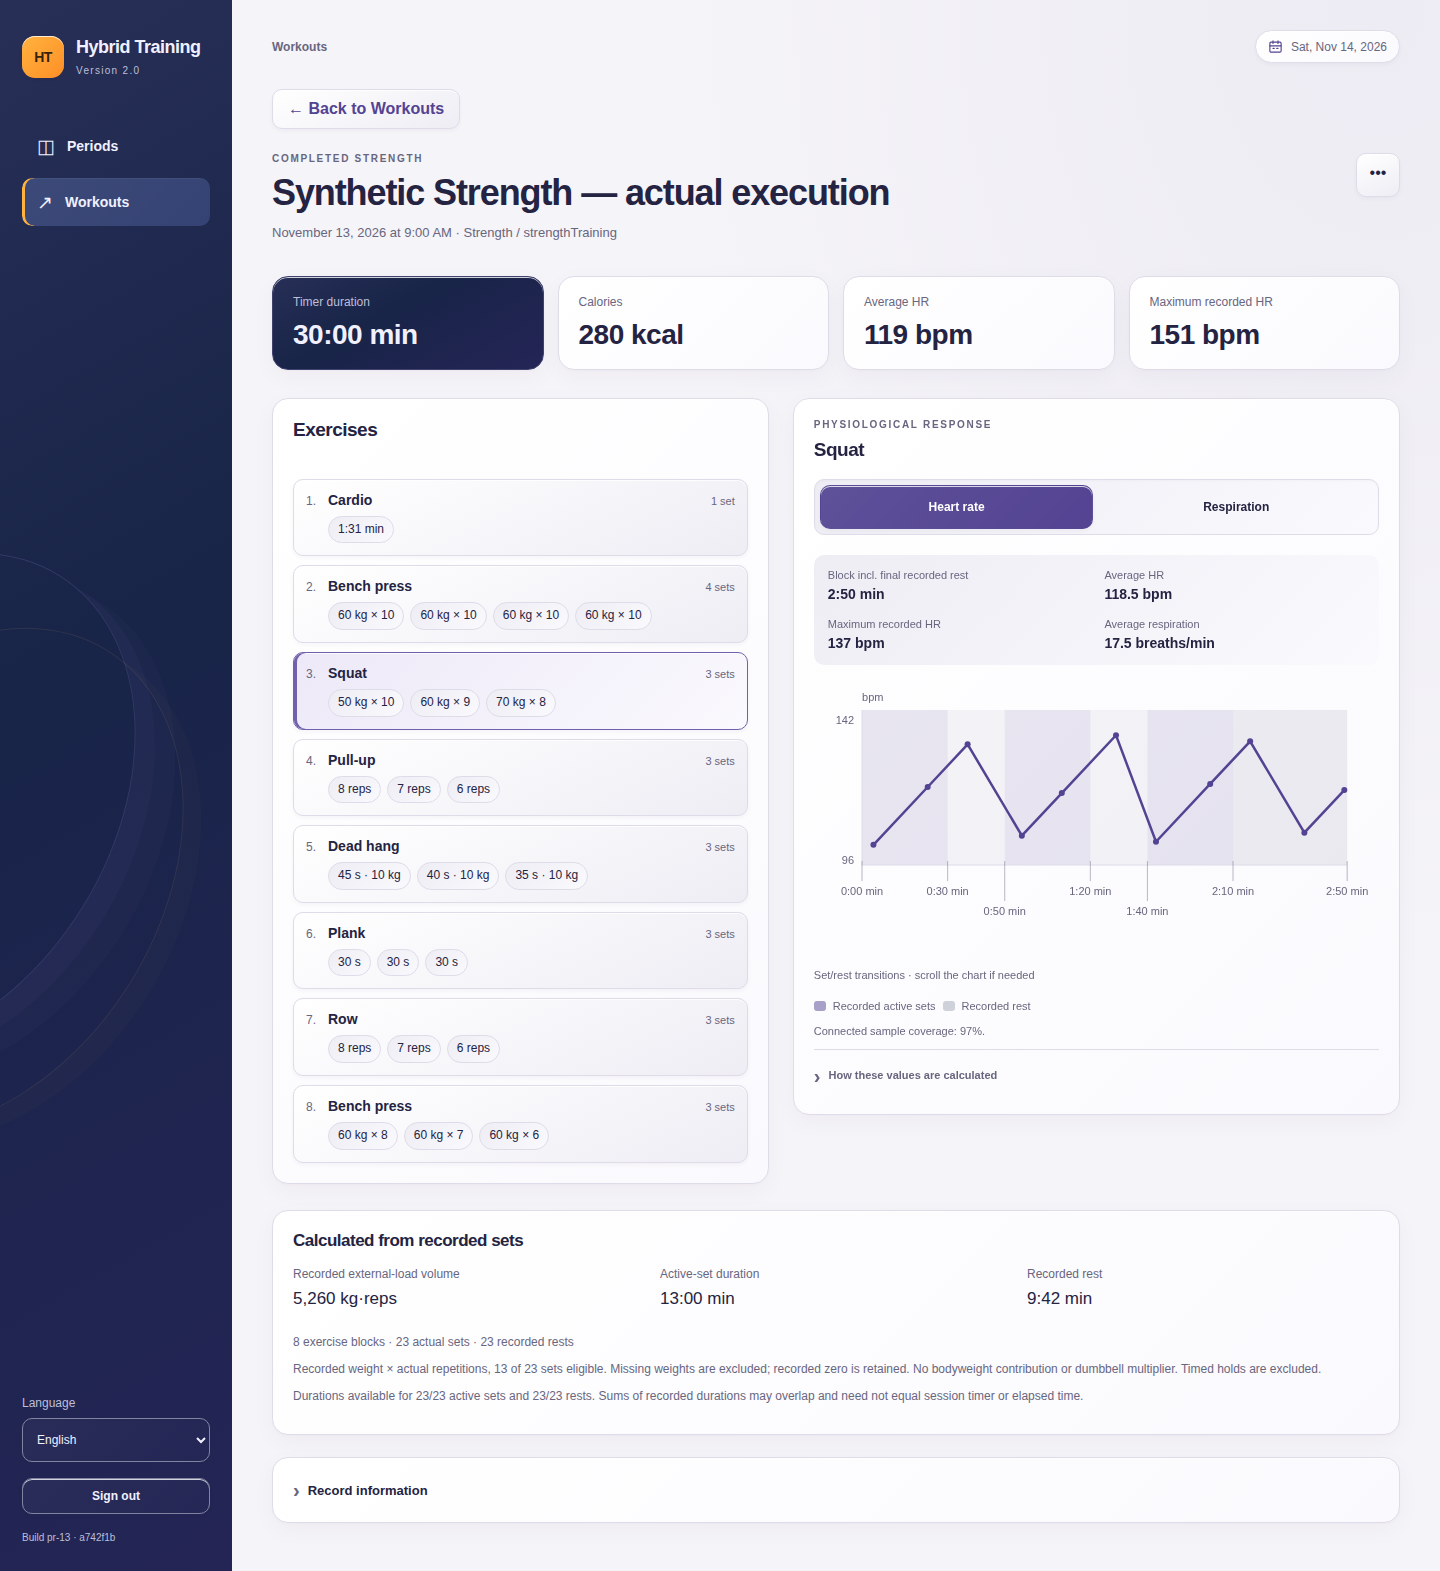 HT
Hybrid Training
Version 2.0
Periods
Workouts
Language
English
Sign out
Build pr-13 · a742f1b
Workouts
Sat, Nov 14, 2026
← Back to Workouts
COMPLETED STRENGTH
Synthetic Strength — actual execution
•••
November 13, 2026 at 9:00 AM · Strength / strengthTraining
Timer duration
30:00 min
Calories
280 kcal
Average HR
119 bpm
Maximum recorded HR
151 bpm
Exercises
1. Cardio 1 set
1:31 min
2. Bench press 4 sets
60 kg × 10 60 kg × 10 60 kg × 10 60 kg × 10
3. Squat 3 sets
50 kg × 10 60 kg × 9 70 kg × 8
4. Pull-up 3 sets
8 reps 7 reps 6 reps
5. Dead hang 3 sets
45 s · 10 kg 40 s · 10 kg 35 s · 10 kg
6. Plank 3 sets
30 s 30 s 30 s
7. Row 3 sets
8 reps 7 reps 6 reps
8. Bench press 3 sets
60 kg × 8 60 kg × 7 60 kg × 6
PHYSIOLOGICAL RESPONSE
Squat
Heart rate Respiration
Block incl. final recorded rest
2:50 min
Average HR
118.5 bpm
Maximum recorded HR
137 bpm
Average respiration
17.5 breaths/min
bpm
142
96
0:00 min 0:30 min 1:20 min 2:10 min 2:50 min
0:50 min 1:40 min
Set/rest transitions · scroll the chart if needed
Recorded active sets Recorded rest
Connected sample coverage: 97%.
› How these values are calculated
Calculated from recorded sets
Recorded external-load volume
5,260 kg·reps
Active-set duration
13:00 min
Recorded rest
9:42 min
8 exercise blocks · 23 actual sets · 23 recorded rests
Recorded weight × actual repetitions, 13 of 23 sets eligible. Missing weights are excluded; recorded zero is retained. No bodyweight contribution or dumbbell multiplier. Timed holds are excluded.
Durations available for 23/23 active sets and 23/23 rests. Sums of recorded durations may overlap and need not equal session timer or elapsed time.
› Record information